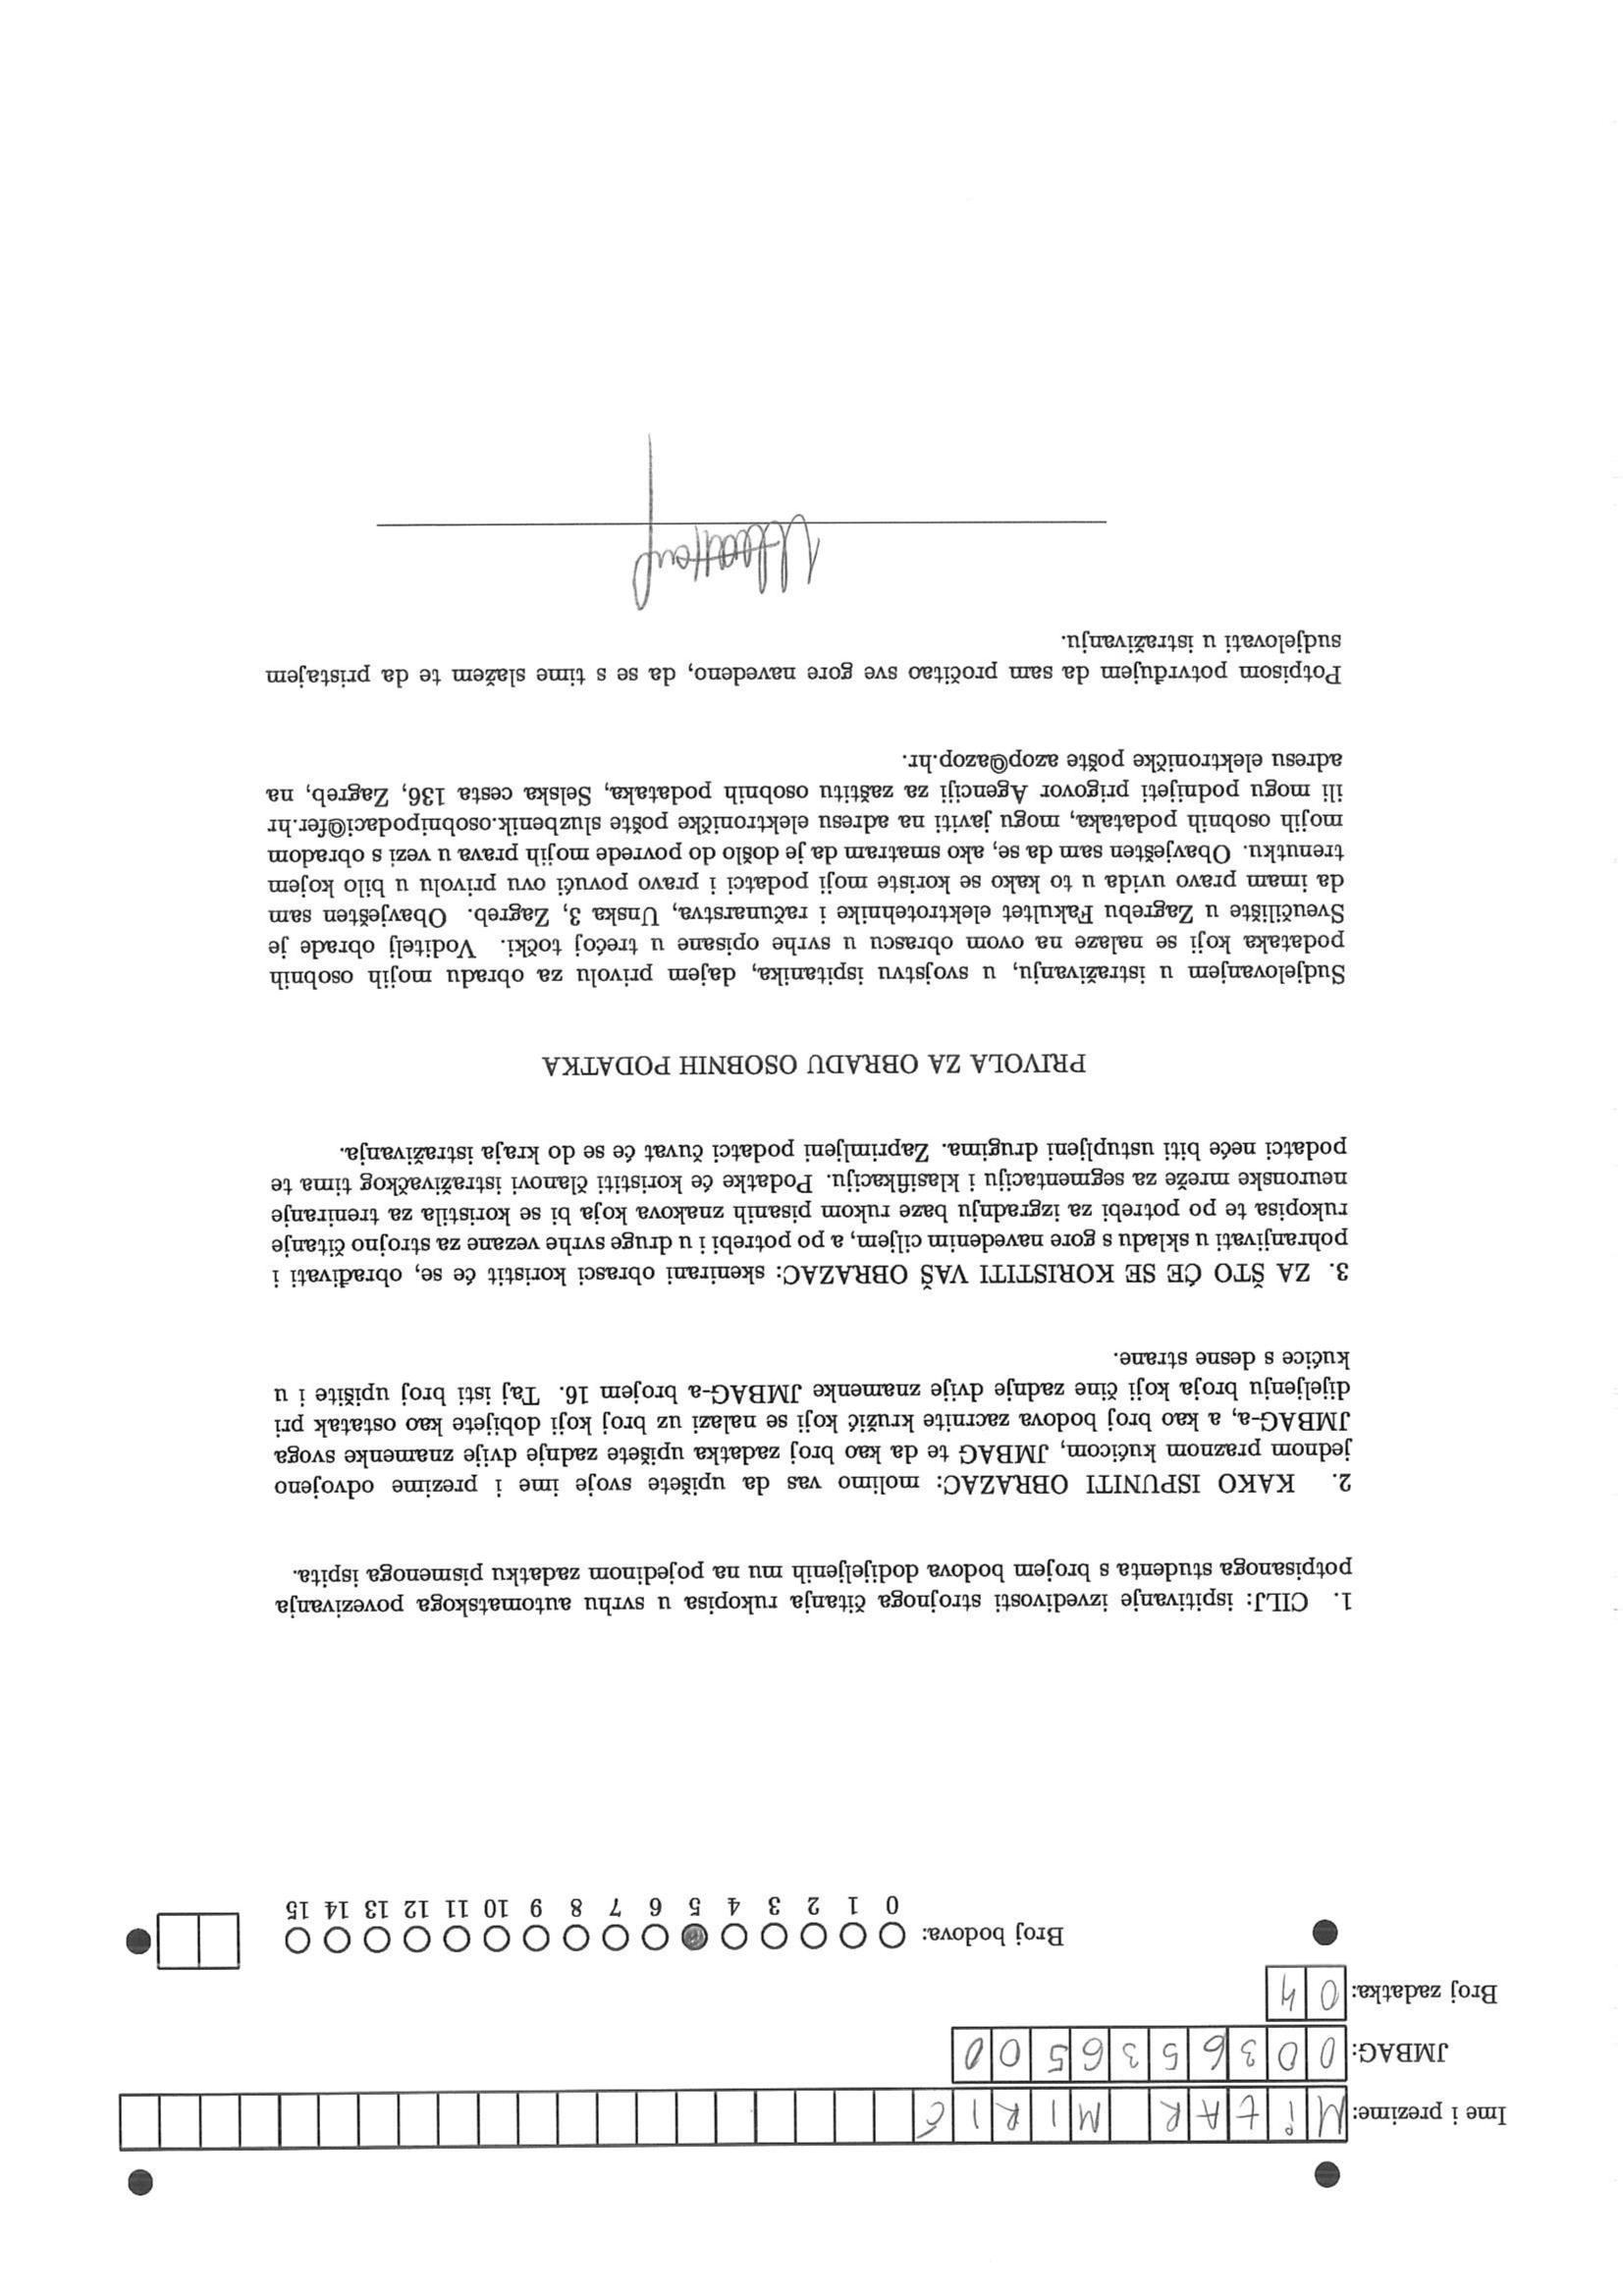 Ime i prezime: MitAR MIRIĆ
JMBAG: 0036536500
Broj zadatka: 04
Broj bodova:
0 1 2 3 4 5 6 7 8 9 10 11 12 13 14 15
1. CILJ: ispitivanje izvedivosti strojnoga čitanja rukopisa u svrhu automatskoga povezivanja
potpisanoga studenta s brojem bodova dodijeljenih mu na pojedinom zadatku pismenoga ispita.
2. KAKO ISPUNITI OBRAZAC: molimo vas da upišete svoje ime i prezime odvojeno
jednom praznom kućicom, JMBAG te da kao broj zadatka upišete zadnje dvije znamenke svoga
JMBAG-a, a kao broj bodova zacrnite kružić koji se nalazi uz broj koji dobijete kao ostatak pri
dijeljenju broja koji čine zadnje dvije znamenke JMBAG-a brojem 16. Taj isti broj upišite i u
kućice s desne strane.
3. ZA ŠTO ĆE SE KORISTITI VAŠ OBRAZAC: skenirani obrasci koristit će se, obrađivati i
pohranjivati u skladu s gore navedenim ciljem, a po potrebi i u druge svrhe vezane za strojno čitanje
rukopisa te po potrebi za izgradnju baze rukom pisanih znakova koja bi se koristila za treniranje
neuronske mreže za segmentaciju i klasifikaciju. Podatke će koristiti članovi istraživačkog tima te
podatci neće biti ustupljeni drugima. Zaprimljeni podatci čuvat će se do kraja istraživanja.
PRIVOLA ZA OBRADU OSOBNIH PODATKA
Sudjelovanjem u istraživanju, u svojstvu ispitanika, dajem privolu za obradu mojih osobnih
podataka koji se nalaze na ovom obrascu u svrhe opisane u trećoj točki. Voditelj obrade je
Sveučilište u Zagrebu Fakultet elektrotehnike i računarstva, Unska 3, Zagreb. Obavješten sam
da imam pravo uvida u to kako se koriste moji podatci i pravo povući ovu privolu u bilo kojem
trenutku. Obavješten sam da se, ako smatram da je došlo do povrede mojih prava u vezi s obradom
mojih osobnih podataka, mogu javiti na adresu elektroničke pošte sluzbenik.osobnipodaci@fer.hr
ili mogu podnijeti prigovor Agenciji za zaštitu osobnih podataka, Selska cesta 136, Zagreb, na
adresu elektroničke pošte azop@azop.hr.
Potpisom potvrđujem da sam pročitao sve gore navedeno, da se s time slažem te da pristajem
sudjelovati u istraživanju.